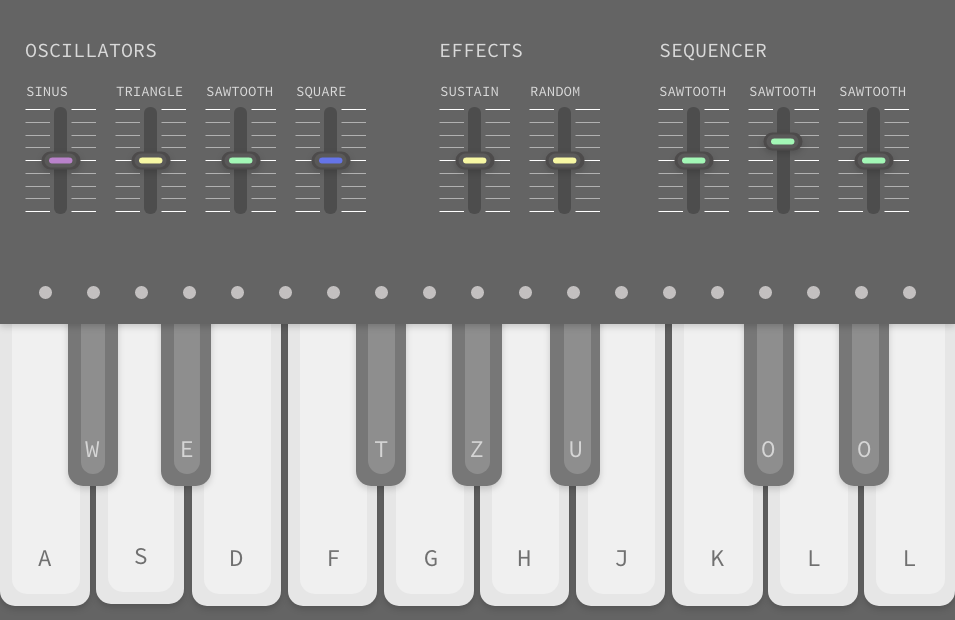 OSCILLATORS EFFECTS SEQUENCER
SINUS TRIANGLE SAWTOOTH SQUARE SUSTAIN RANDOM SAWTOOTH SAWTOOTH SAWTOOTH
W E T Z U O O
A S D F G H J K L L